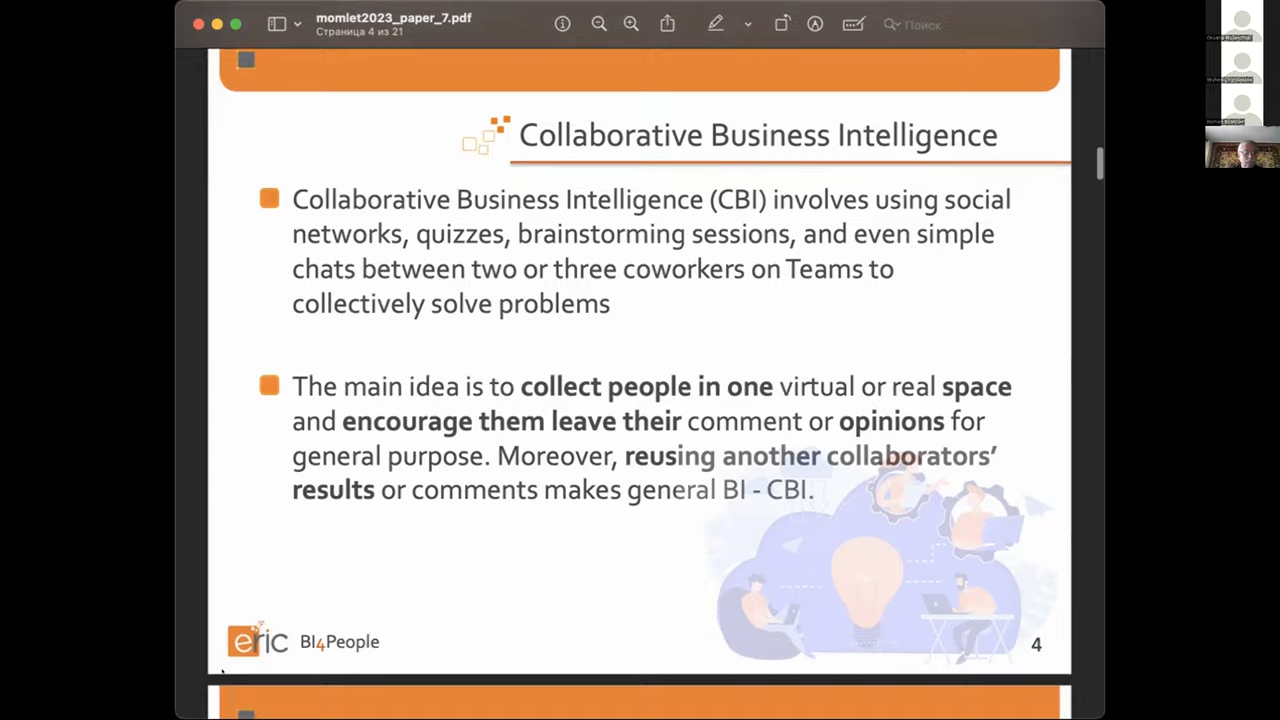 momlet2023_paper_7.pdf
Страница 4 из 21
Поиск
Collaborative Business Intelligence
Collaborative Business Intelligence (CBI) involves using social
networks, quizzes, brainstorming sessions, and even simple
chats between two or three coworkers on Teams to
collectively solve problems
The main idea is to collect people in one virtual or real space
and encourage them leave their comment or opinions for
general purpose. Moreover, reusing another collaborators’
results or comments makes general BI - CBI.
eric BI4People
4